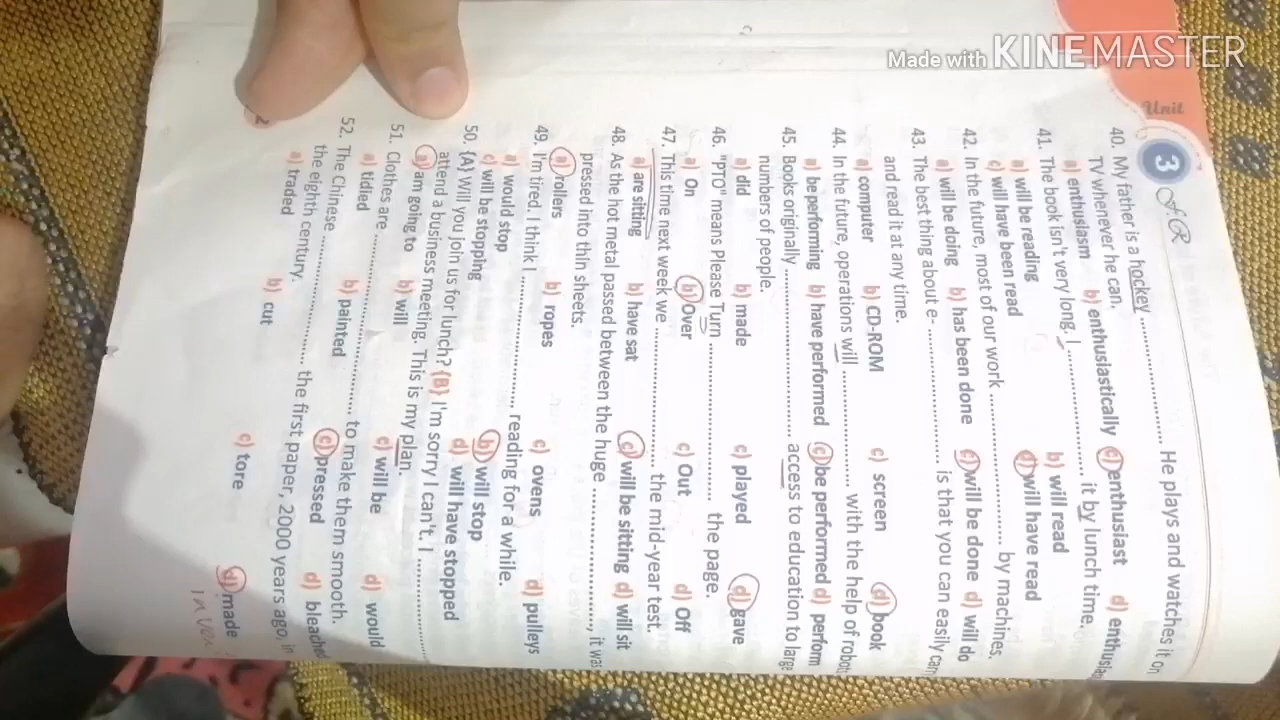 Made with KINEMASTER
Unit
3
40. My father is a hockey .................. He plays and watches it on
TV whenever he can.
a) enthusiasm b) enthusiastically c) enthusiast d)
41. The book isn't very long. I .................. it by lunch time.
a) will be reading b) will read
c) will have been read d) will have read
42. In the future, most of our work .................. by machines.
a) will be doing b) has been done c) will be done d) will do
43. The best thing about e- .................. is that you can easily
and read it at any time.
a) computer b) CD-ROM c) screen d) book
44. In the future, operations will .................. with the help of
a) be performing b) have performed c) be performed d) perform
45. Books originally .................. access to education to large
numbers of people.
a) did b) made c) played d) gave
46. "PTO" means Please Turn .................. the page.
a) On b) Over c) Out d) Off
47. This time next week we .................. the mid-year test.
a) are sitting b) have sat c) will be sitting d) will sit
48. As the hot metal passed between the huge .................., it was
pressed into thin sheets.
a) rollers b) ropes c) ovens d) pulleys
49. I'm tired. I think I .................. reading for a while.
a) would stop b) will stop
c) will be stopping d) will have stopped
50. {A} Will you join us for lunch? {B} I'm sorry I can't. I ..................
attend a business meeting. This is my plan.
a) am going to b) will c) will be d) would
51. Clothes are .................. to make them smooth.
a) tidied b) painted c) pressed d)
52. The Chinese .................. the first paper, 2000 years ago, in
the eighth century.
a) traded b) cut c) tore d) made